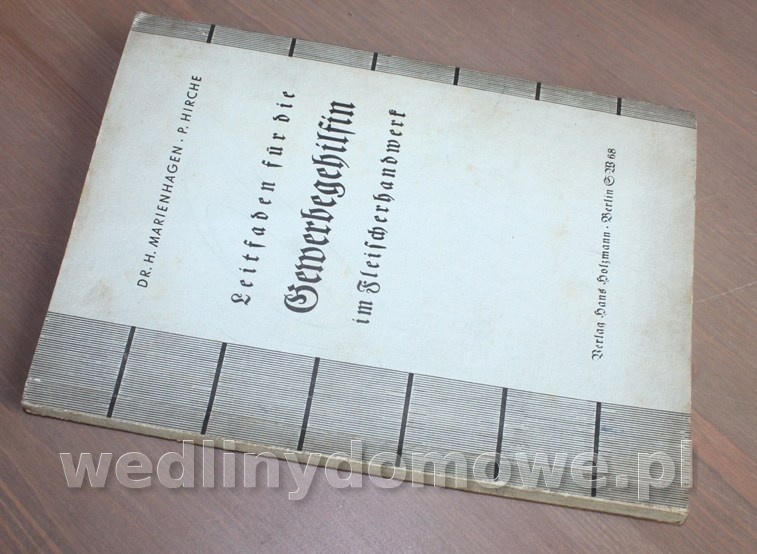 DR. H. MARIENHAGEN · P. HIRCHE
Leitfaden für die
Gewerbegehilfin
im Fleischerhandwerk
Verlag Hans Holzmann · Berlin SW 68
wedlinydomowe.pl